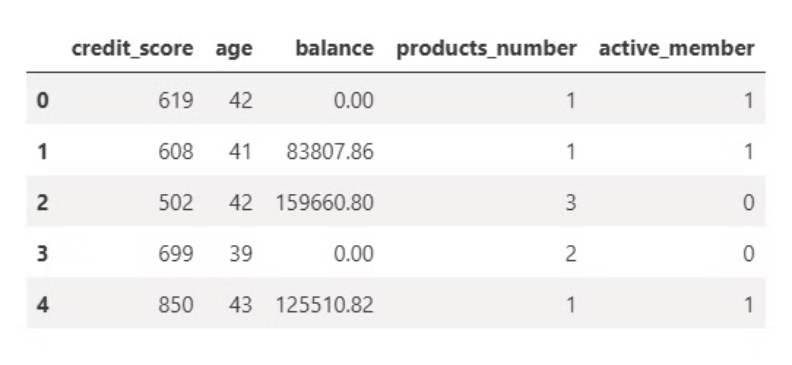 credit_score age balance products_number active_member
0 619 42 0.00 1 1
1 608 41 83807.86 1 1
2 502 42 159660.80 3 0
3 699 39 0.00 2 0
4 850 43 125510.82 1 1